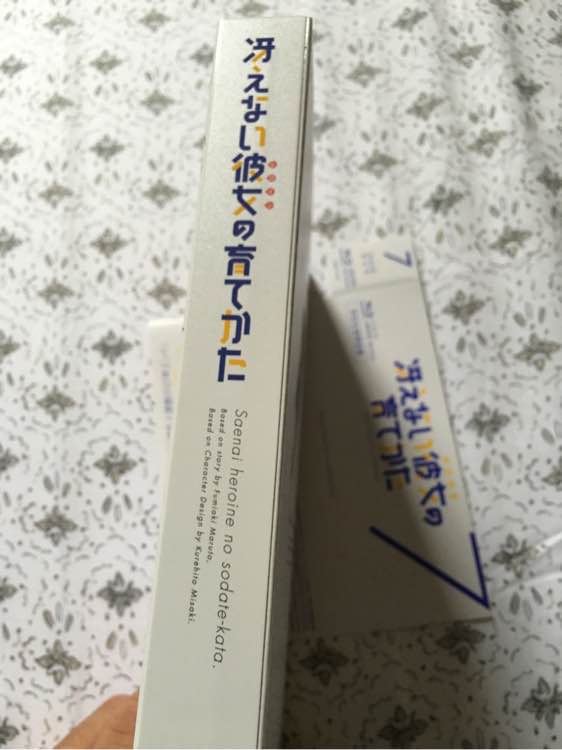 冴えない彼女の育てかた
Saenai heroine no sodate-kata.
Based on story by Fumiaki Maruto.
Based on Character Design by Kurehito Misaki.
7
冴えない彼女の
育てかた
7